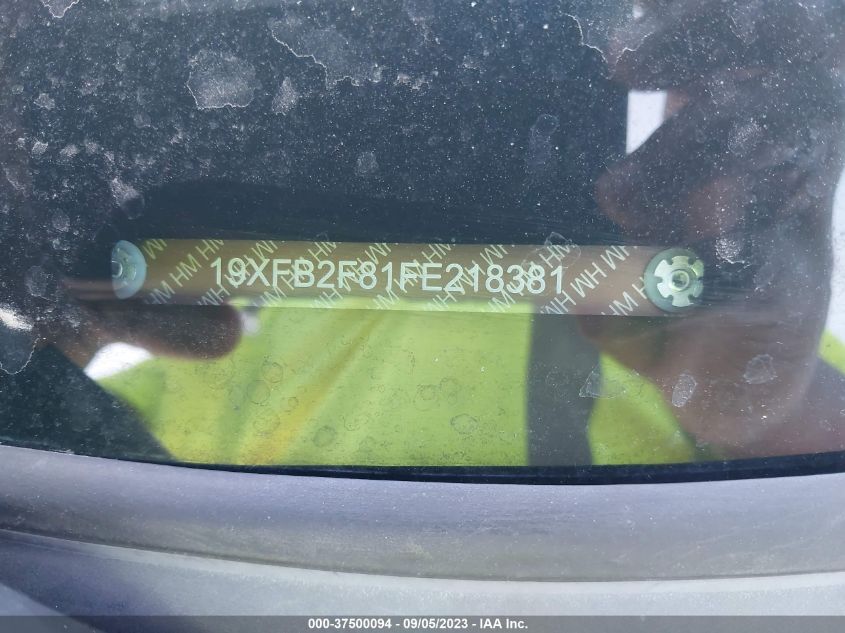 19XFB2F81FE218381
000-37500094 - 09/05/2023 - IAA Inc.